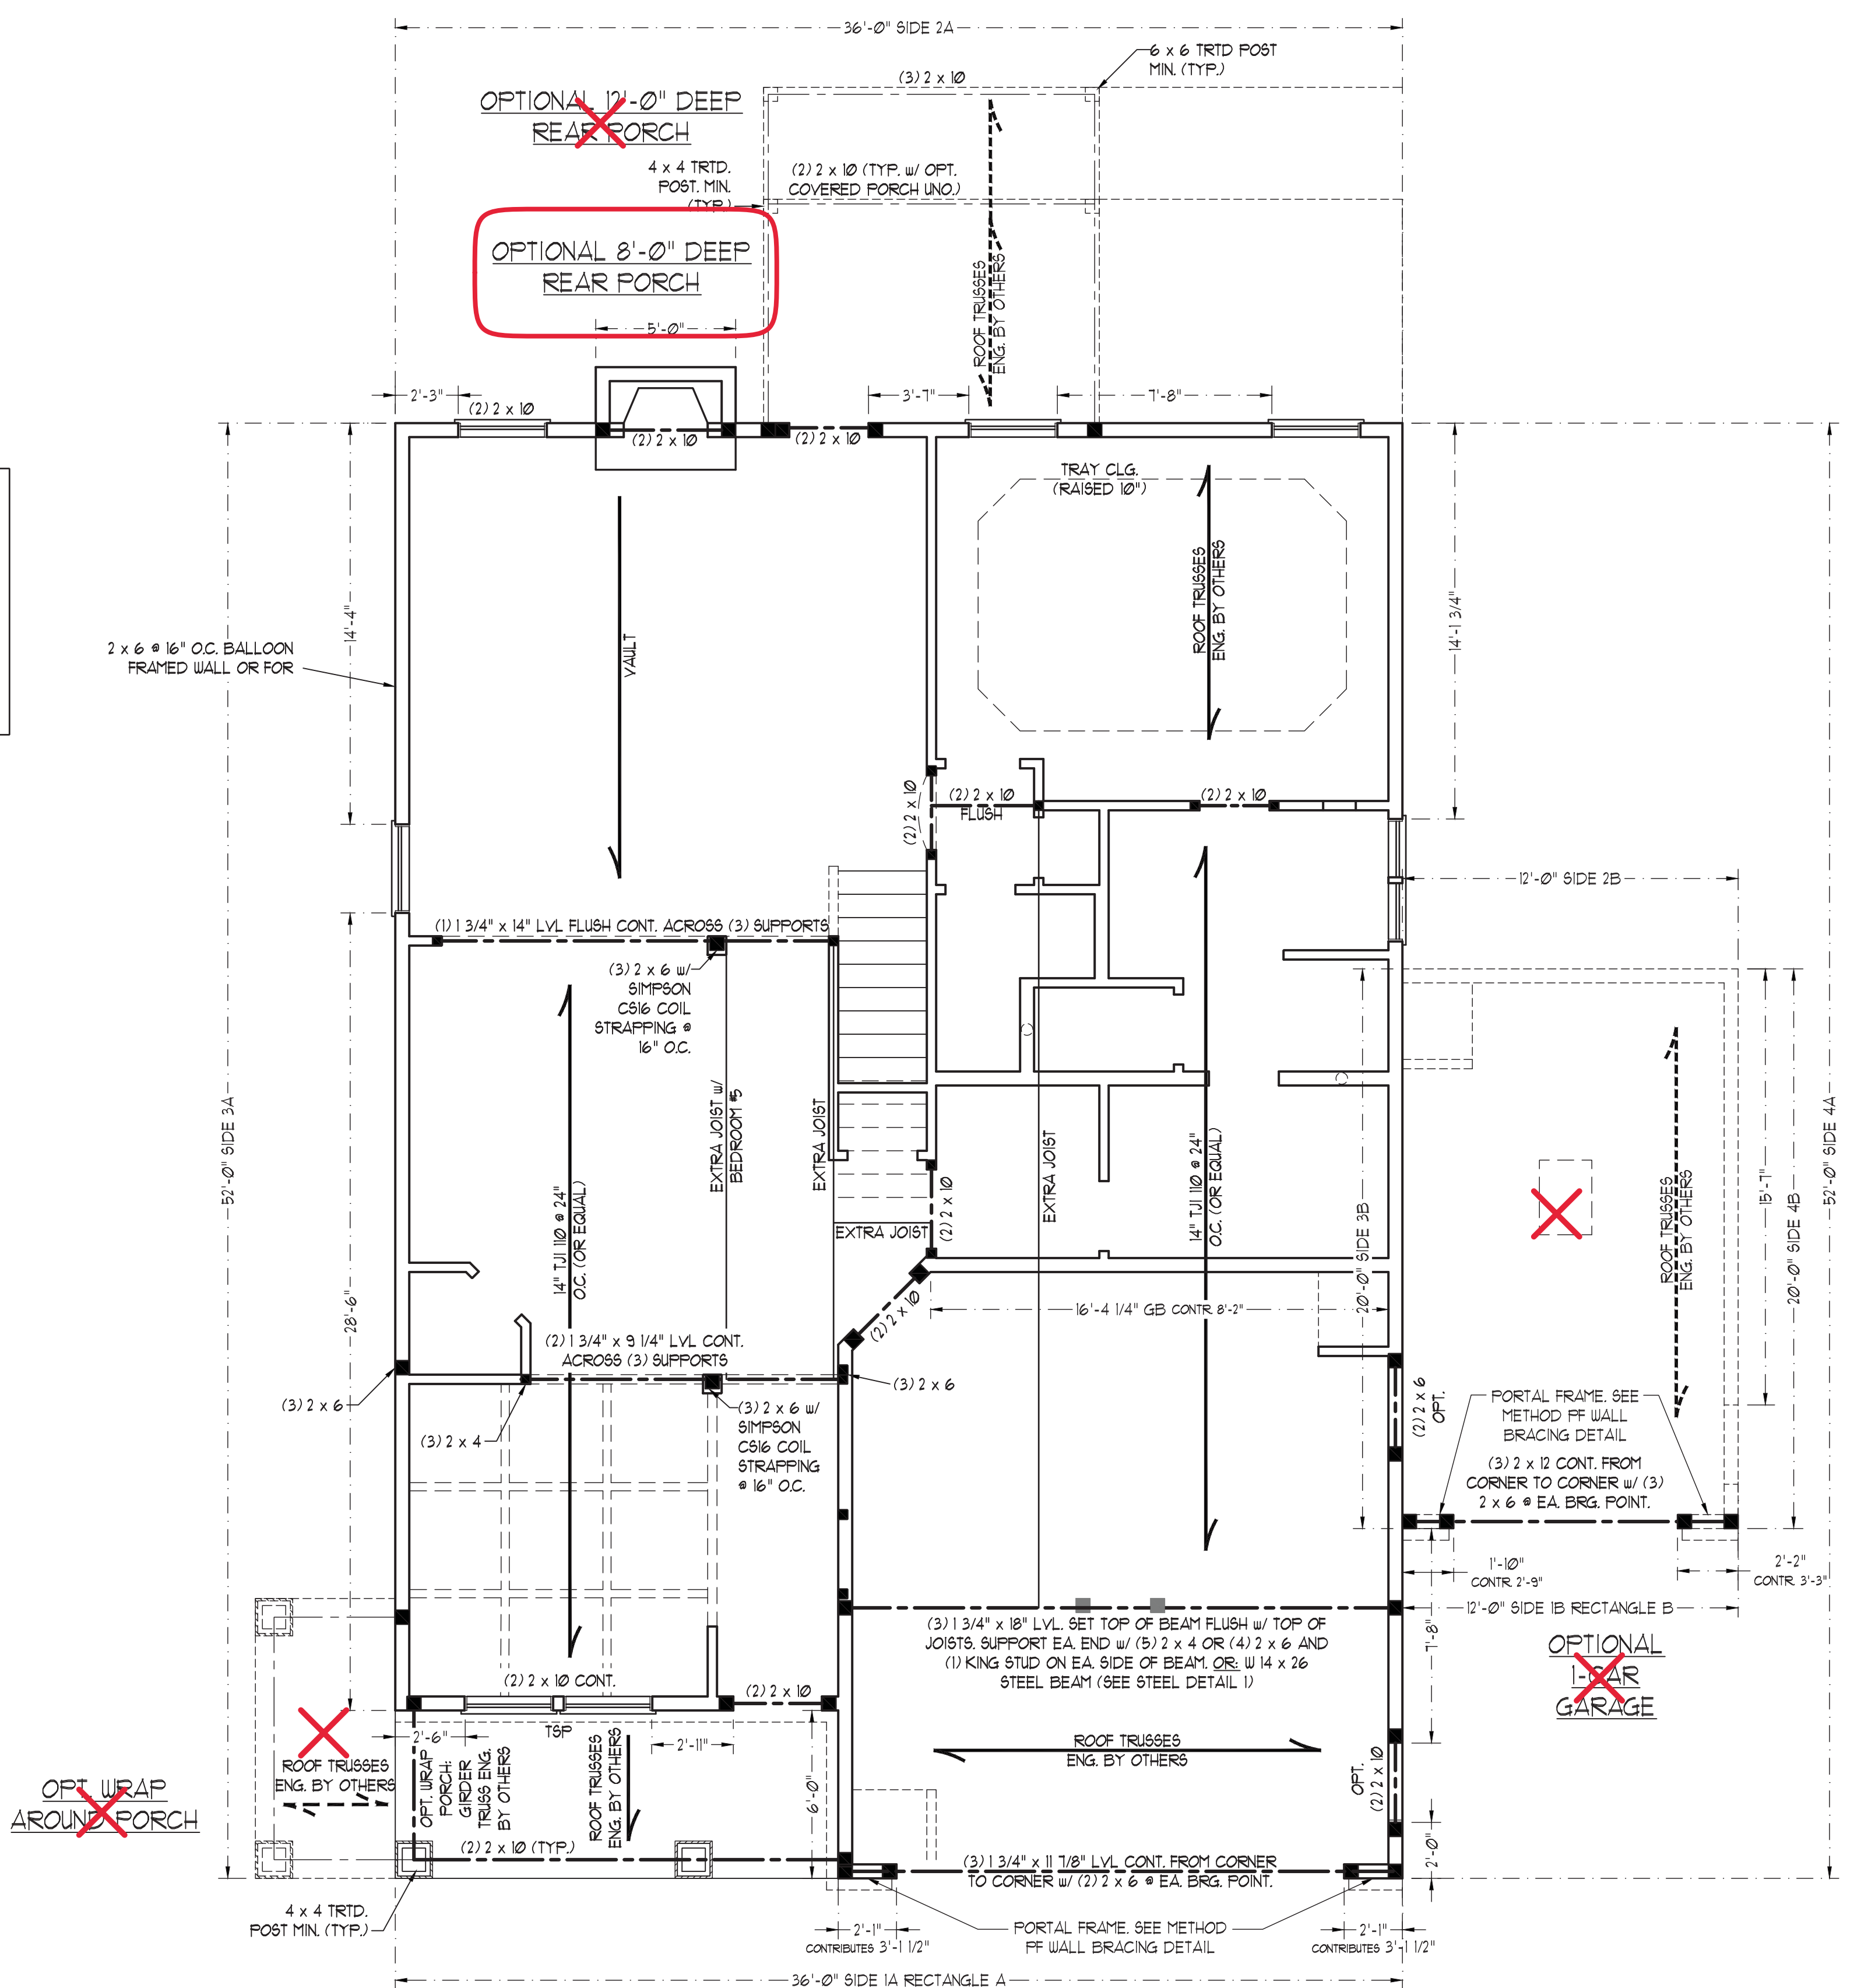 36'-0" SIDE 2A
6 x 6 TRTD POST
MIN. (TYP.)
(3) 2 x 10
OPTIONAL 12'-0" DEEP
REAR PORCH
4 x 4 TRTD.
POST. MIN.
(TYP.)
(2) 2 x 10 (TYP. w/ OPT.
COVERED PORCH UNO.)
OPTIONAL 8'-0" DEEP
REAR PORCH
ROOF TRUSSES
ENG. BY OTHERS
5'-0"
2'-3"
(2) 2 x 10
(2) 2 x 10
(2) 2 x 10
3'-7"
7'-8"
TRAY CLG.
(RAISED 10")
ROOF TRUSSES
ENG. BY OTHERS
14'-4"
14'-1 3/4"
2 x 6 @ 16" O.C. BALLOON
FRAMED WALL OR FOR
VAULT
(2) 2 x 10
(2) 2 x 10
FLUSH
(2) 2 x 10
12'-0" SIDE 2B
(1) 1 3/4" x 14" LVL FLUSH CONT. ACROSS (3) SUPPORTS
(3) 2 x 6 w/
SIMPSON
CS16 COIL
STRAPPING @
16" O.C.
52'-0" SIDE 3A
EXTRA JOIST w/
BEDROOM #5
EXTRA JOIST
EXTRA JOIST
14" TJI 110 @ 24"
O.C. (OR EQUAL)
14" TJI 110 @ 24"
O.C. (OR EQUAL)
(2) 2 x 10
EXTRA JOIST
20'-0" SIDE 3B
ROOF TRUSSES
ENG. BY OTHERS
15'-7"
20'-0" SIDE 4B
52'-0" SIDE 4A
28'-6"
(2) 2 x 10
16'-4 1/4" GB CONTR. 8'-2"
(2) 1 3/4" x 9 1/4" LVL CONT.
ACROSS (3) SUPPORTS
(3) 2 x 6
(3) 2 x 6
(3) 2 x 4
(3) 2 x 6 w/
SIMPSON
CS16 COIL
STRAPPING
@ 16" O.C.
(2) 2 x 6
OPT.
PORTAL FRAME. SEE
METHOD PF WALL
BRACING DETAIL
(3) 2 x 12 CONT. FROM
CORNER TO CORNER w/ (3)
2 x 6 @ EA. BRG. POINT.
1'-10"
CONTR. 2'-9"
2'-2"
CONTR. 3'-3"
12'-0" SIDE 1B RECTANGLE B
7'-8"
(3) 1 3/4" x 18" LVL. SET TOP OF BEAM FLUSH w/ TOP OF
JOISTS. SUPPORT EA. END w/ (5) 2 x 4 OR (4) 2 x 6 AND
(1) KING STUD ON EA. SIDE OF BEAM. OR: W 14 x 26
STEEL BEAM (SEE STEEL DETAIL 1)
OPTIONAL
1-CAR
GARAGE
(2) 2 x 10 CONT.
(2) 2 x 10
TSP
2'-6"
2'-11"
ROOF TRUSSES
ENG. BY OTHERS
OPT. WRAP
AROUND PORCH
OPT. WRAP
PORCH:
GIRDER
TRUSS ENG.
BY OTHERS
ROOF TRUSSES
ENG. BY OTHERS
6'-0"
ROOF TRUSSES
ENG. BY OTHERS
OPT.
(2) 2 x 10
2'-0"
(2) 2 x 10 (TYP.)
(3) 1 3/4" x 11 7/8" LVL CONT. FROM CORNER
TO CORNER w/ (2) 2 x 6 @ EA. BRG. POINT.
4 x 4 TRTD.
POST MIN. (TYP.)
2'-1"
CONTRIBUTES 3'-1 1/2"
PORTAL FRAME. SEE METHOD
PF WALL BRACING DETAIL
2'-1"
CONTRIBUTES 3'-1 1/2"
36'-0" SIDE 1A RECTANGLE A